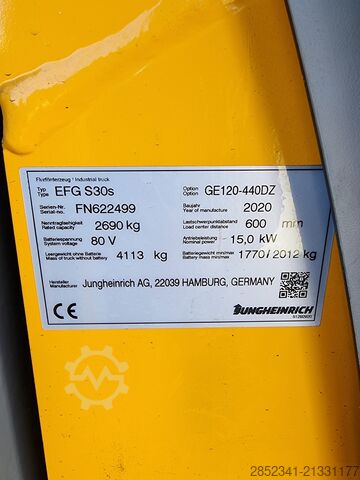 Flurförderzeug / Industrial truck
Typ Type EFG S30s Option Option GE120-440DZ
Serien-Nr. Serial-no. FN622499 Baujahr Year of manufacture 2020
Nenntragfähigkeit Rated capacity 2690 kg Lastschwerpunktabstand Load center distance 600 mm
Batteriespannung System voltage 80 V Antriebsleistung Nominal power 15,0 kW
Leergewicht ohne Batterie Mass of truck without battery 4113 kg Batteriegewicht min/max Battery mass min/max 1770/2012 kg
Hersteller Manufacturer Jungheinrich AG, 22039 HAMBURG, GERMANY
CE JUNGHEINRICH
2852341-21331177